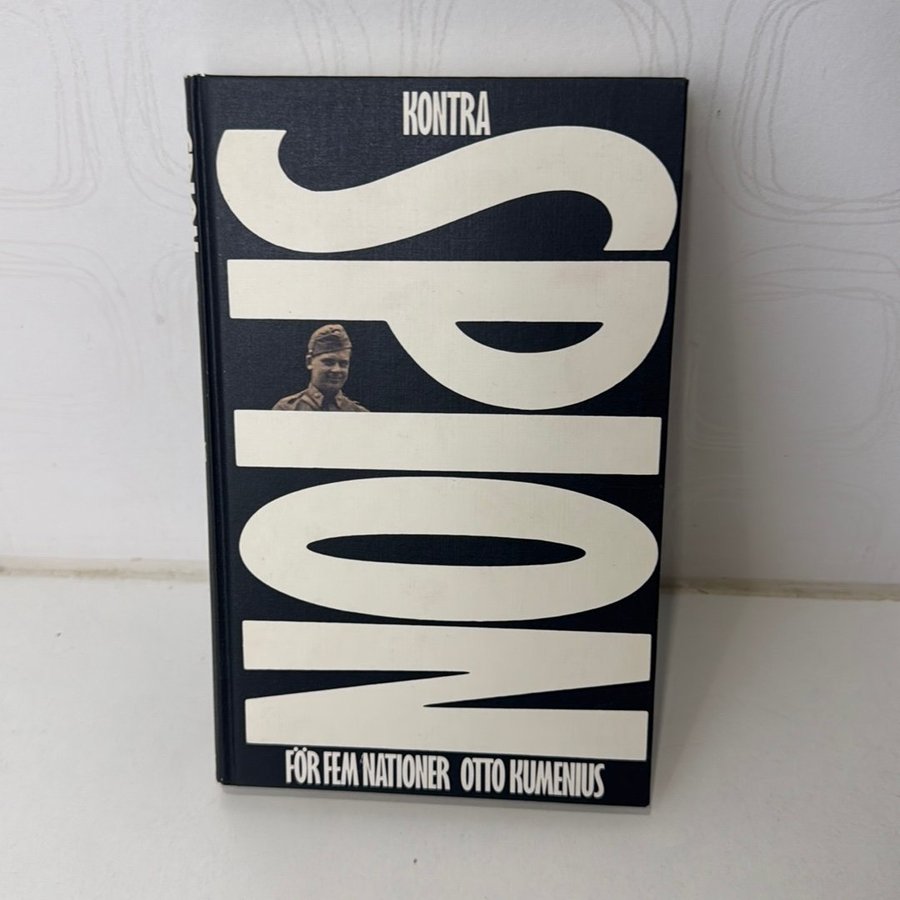 KONTRA
SPION
FÖR FEM NATIONER OTTO KUMENIUS